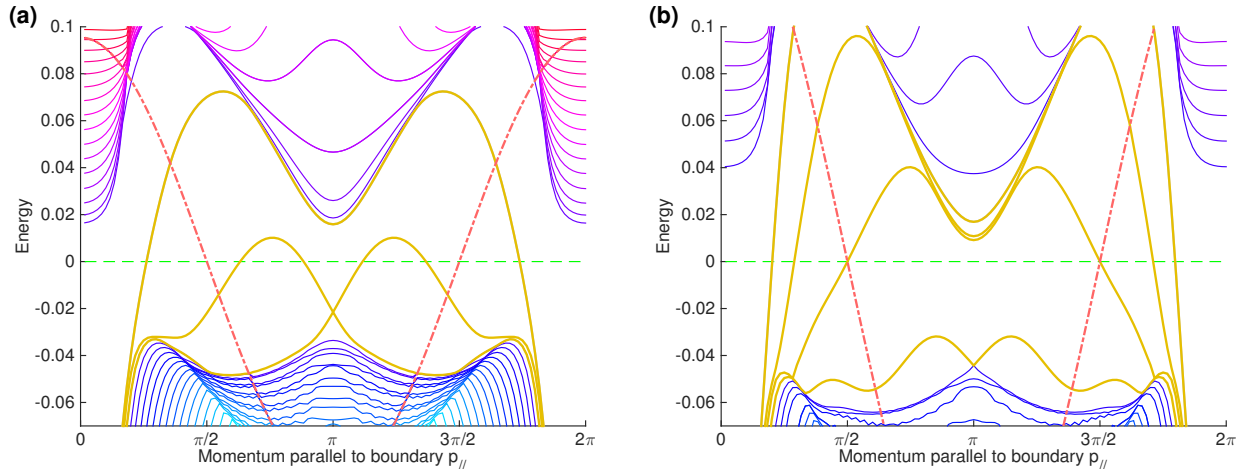 (a)
(b)
0.1
0.08
0.06
0.04
0.02
0
-0.02
-0.04
-0.06
Energy
0 π/2 π 3π/2 2π
Momentum parallel to boundary p//
0.1
0.08
0.06
0.04
0.02
0
-0.02
-0.04
-0.06
Energy
0 π/2 π 3π/2 2π
Momentum parallel to boundary p//